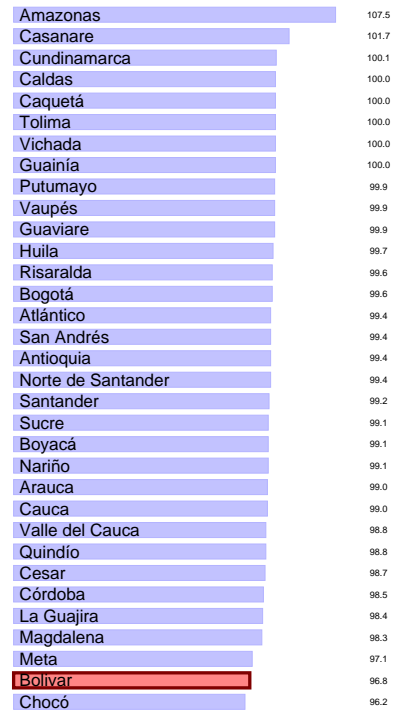 Amazonas 107.5
Casanare 101.7
Cundinamarca 100.1
Caldas 100.0
Caquetá 100.0
Tolima 100.0
Vichada 100.0
Guainía 100.0
Putumayo 99.9
Vaupés 99.9
Guaviare 99.9
Huila 99.7
Risaralda 99.6
Bogotá 99.6
Atlántico 99.4
San Andrés 99.4
Antioquia 99.4
Norte de Santander 99.4
Santander 99.2
Sucre 99.1
Boyacá 99.1
Nariño 99.1
Arauca 99.0
Cauca 99.0
Valle del Cauca 98.8
Quindío 98.8
Cesar 98.7
Córdoba 98.5
La Guajira 98.4
Magdalena 98.3
Meta 97.1
Bolivar 96.8
Chocó 96.2